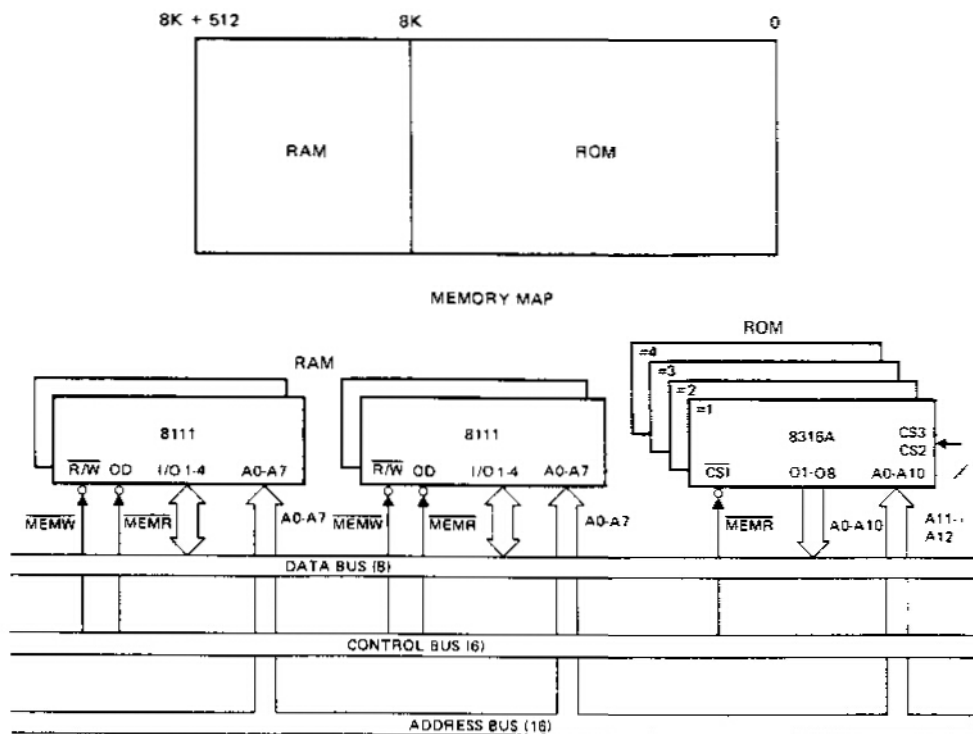 8K + 512 8K 0
RAM ROM
MEMORY MAP
RAM
8111
R/W OD I/O 1-4 A0-A7
MEMW MEMR A0-A7
8111
R/W OD I/O 1-4 A0-A7
MEMW MEMR A0-A7
ROM
=4
=3
=2
=1
8316A
CS3
CS2
CS1 O1-O8 A0-A10
MEMR A0-A10 A11-
A12
DATA BUS (8)
CONTROL BUS (6)
ADDRESS BUS (16)